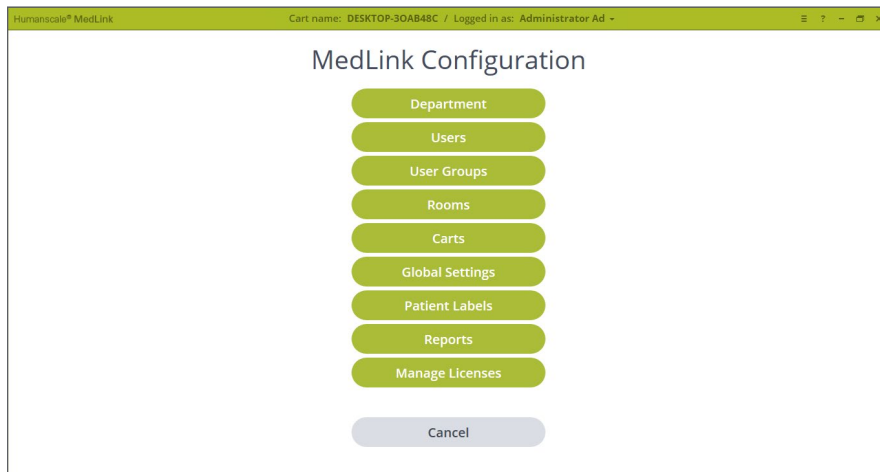 Humanscale® MedLink Cart name: DESKTOP-3OAB48C / Logged in as: Administrator Ad
MedLink Configuration
Department
Users
User Groups
Rooms
Carts
Global Settings
Patient Labels
Reports
Manage Licenses
Cancel